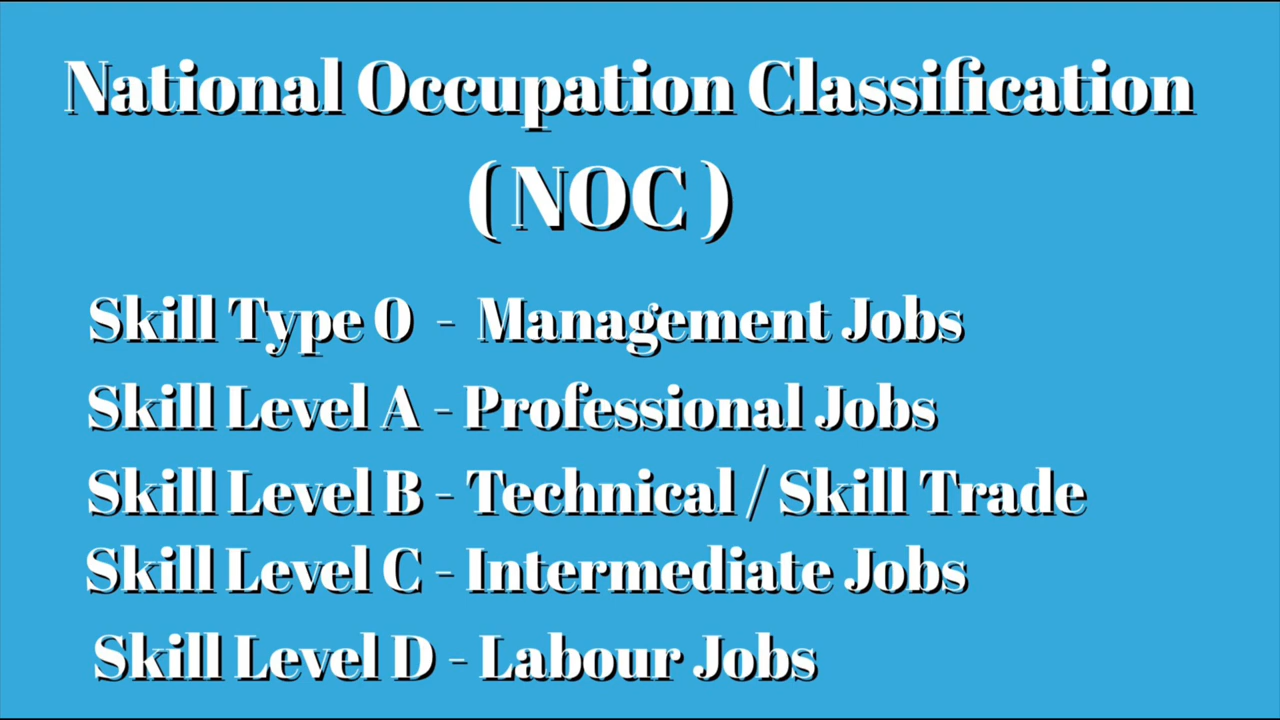 National Occupation Classification
( NOC )
Skill Type 0 - Management Jobs
Skill Level A - Professional Jobs
Skill Level B - Technical / Skill Trade
Skill Level C - Intermediate Jobs
Skill Level D - Labour Jobs